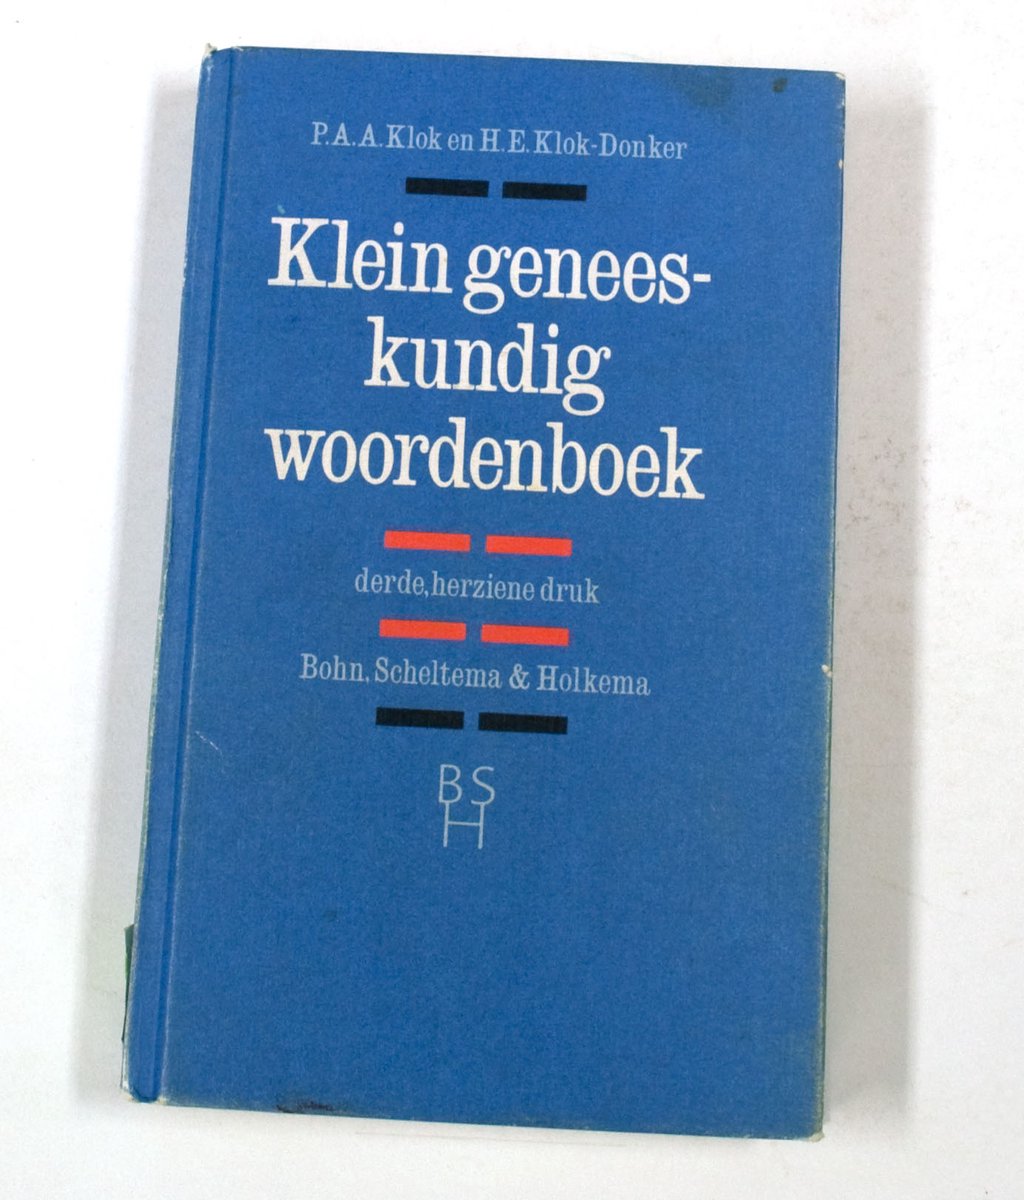 P.A.A. Klok en H.E. Klok-Donker
Klein genees-
kundig
woordenboek
derde, herziene druk
Bohn, Scheltema & Holkema
BS
H